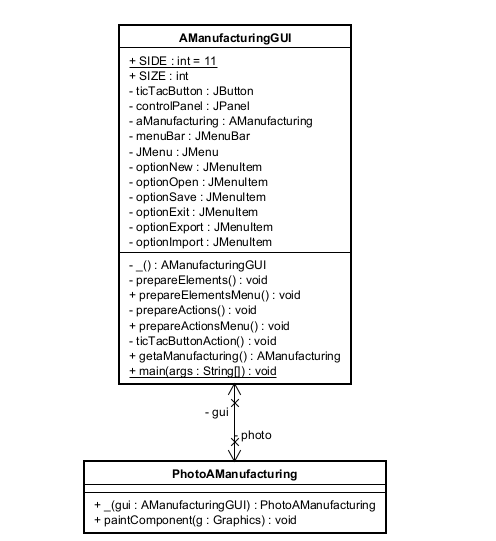 AManufacturingGUI
+ SIDE : int = 11
+ SIZE : int
- ticTacButton : JButton
- controlPanel : JPanel
- aManufacturing : AManufacturing
- menuBar : JMenuBar
- JMenu : JMenu
- optionNew : JMenuItem
- optionOpen : JMenuItem
- optionSave : JMenuItem
- optionExit : JMenuItem
- optionExport : JMenuItem
- optionImport : JMenuItem
- _() : AManufacturingGUI
- prepareElements() : void
+ prepareElementsMenu() : void
- prepareActions() : void
+ prepareActionsMenu() : void
- ticTacButtonAction() : void
+ getaManufacturing() : AManufacturing
+ main(args : String[]) : void
- gui
- photo
PhotoAManufacturing
+ _(gui : AManufacturingGUI) : PhotoAManufacturing
+ paintComponent(g : Graphics) : void